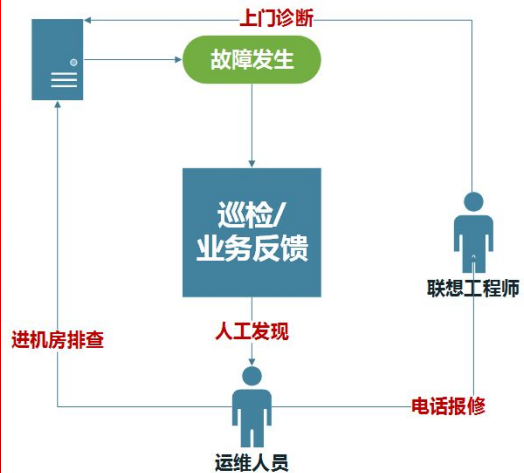 上门诊断
故障发生
巡检/
业务反馈
联想工程师
人工发现
进机房排查
电话报修
运维人员